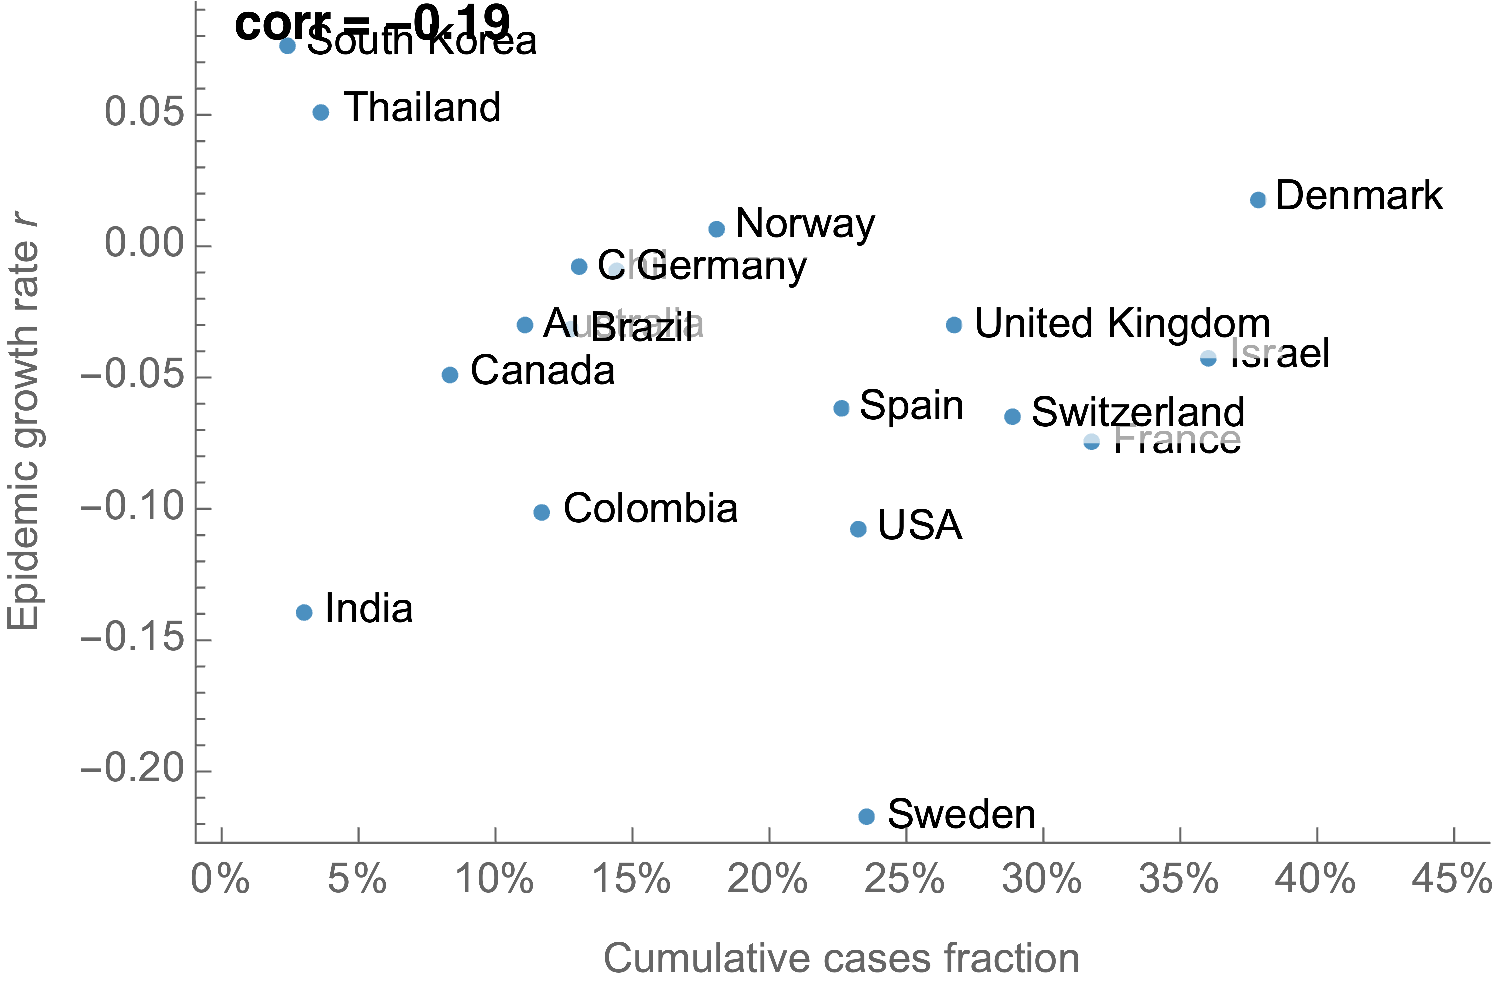 corr = −0.19
South Korea
Thailand
0.05
Denmark
Norway
0.00
Chile
Germany
Australia
Brazil
United Kingdom
Israel
−0.05
Canada
Spain
Switzerland
France
−0.10
Colombia
USA
India
−0.15
−0.20
Sweden
0% 5% 10% 15% 20% 25% 30% 35% 40% 45%
Cumulative cases fraction
Epidemic growth rate r